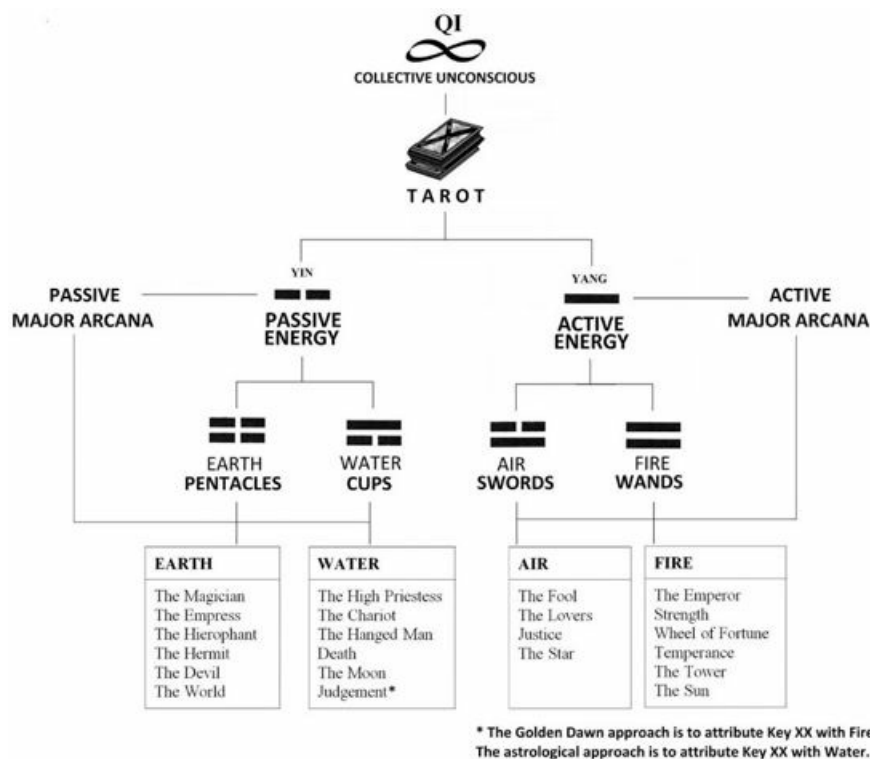 QI
COLLECTIVE UNCONSCIOUS
TAROT
YIN
YANG
PASSIVE
MAJOR ARCANA
PASSIVE
ENERGY
ACTIVE
ENERGY
ACTIVE
MAJOR ARCANA
EARTH
PENTACLES
WATER
CUPS
AIR
SWORDS
FIRE
WANDS
EARTH
The Magician
The Empress
The Hierophant
The Hermit
The Devil
The World
WATER
The High Priestess
The Chariot
The Hanged Man
Death
The Moon
Judgement*
AIR
The Fool
The Lovers
Justice
The Star
FIRE
The Emperor
Strength
Wheel of Fortune
Temperance
The Tower
The Sun
* The Golden Dawn approach is to attribute Key XX with Fire
The astrological approach is to attribute Key XX with Water.